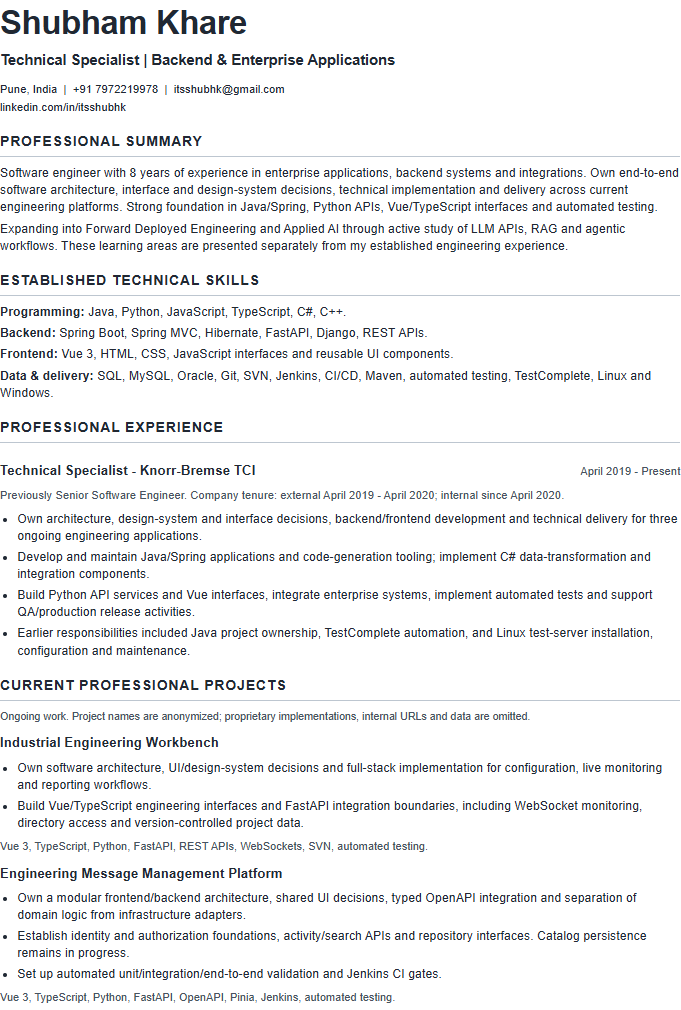 Shubham Khare
Technical Specialist | Backend & Enterprise Applications
Pune, India | +91 7972219978 | itsshubhk@gmail.com
linkedin.com/in/itsshubhk
PROFESSIONAL SUMMARY
Software engineer with 8 years of experience in enterprise applications, backend systems and integrations. Own end-to-end
software architecture, interface and design-system decisions, technical implementation and delivery across current
engineering platforms. Strong foundation in Java/Spring, Python APIs, Vue/TypeScript interfaces and automated testing.
Expanding into Forward Deployed Engineering and Applied AI through active study of LLM APIs, RAG and agentic
workflows. These learning areas are presented separately from my established engineering experience.
ESTABLISHED TECHNICAL SKILLS
Programming: Java, Python, JavaScript, TypeScript, C#, C++.
Backend: Spring Boot, Spring MVC, Hibernate, FastAPI, Django, REST APIs.
Frontend: Vue 3, HTML, CSS, JavaScript interfaces and reusable UI components.
Data & delivery: SQL, MySQL, Oracle, Git, SVN, Jenkins, CI/CD, Maven, automated testing, TestComplete, Linux and
Windows.
PROFESSIONAL EXPERIENCE
Technical Specialist - Knorr-Bremse TCI April 2019 - Present
Previously Senior Software Engineer. Company tenure: external April 2019 - April 2020; internal since April 2020.
• Own architecture, design-system and interface decisions, backend/frontend development and technical delivery for three
ongoing engineering applications.
• Develop and maintain Java/Spring applications and code-generation tooling; implement C# data-transformation and
integration components.
• Build Python API services and Vue interfaces, integrate enterprise systems, implement automated tests and support
QA/production release activities.
• Earlier responsibilities included Java project ownership, TestComplete automation, and Linux test-server installation,
configuration and maintenance.
CURRENT PROFESSIONAL PROJECTS
Ongoing work. Project names are anonymized; proprietary implementations, internal URLs and data are omitted.
Industrial Engineering Workbench
• Own software architecture, UI/design-system decisions and full-stack implementation for configuration, live monitoring
and reporting workflows.
• Build Vue/TypeScript engineering interfaces and FastAPI integration boundaries, including WebSocket monitoring,
directory access and version-controlled project data.
Vue 3, TypeScript, Python, FastAPI, REST APIs, WebSockets, SVN, automated testing.
Engineering Message Management Platform
• Own a modular frontend/backend architecture, shared UI decisions, typed OpenAPI integration and separation of
domain logic from infrastructure adapters.
• Establish identity and authorization foundations, activity/search APIs and repository interfaces. Catalog persistence
remains in progress.
• Set up automated unit/integration/end-to-end validation and Jenkins CI gates.
Vue 3, TypeScript, Python, FastAPI, OpenAPI, Pinia, Jenkins, automated testing.